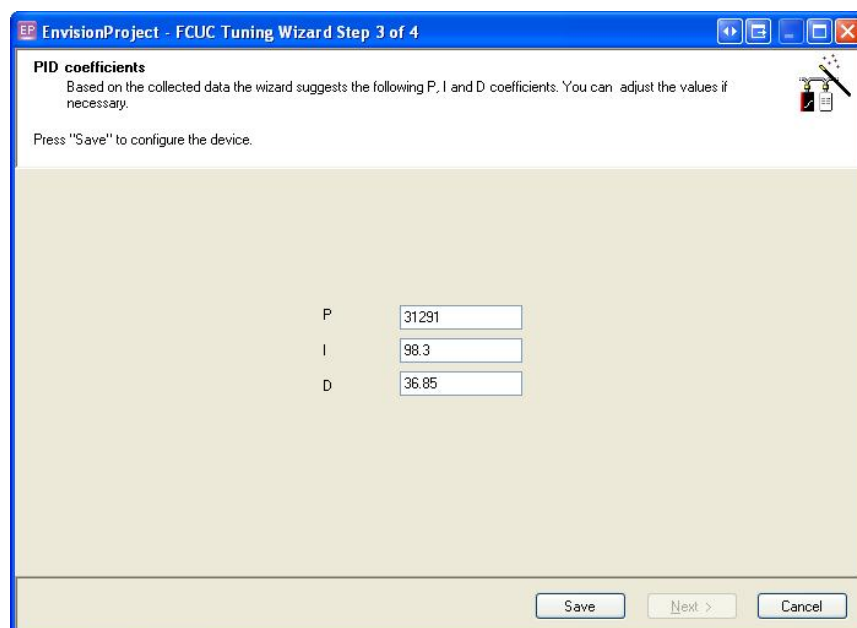 EP EnvisionProject - FCUC Tuning Wizard Step 3 of 4
PID coefficients
Based on the collected data the wizard suggests the following P, I and D coefficients. You can adjust the values if
necessary.
Press "Save" to configure the device.
P 31291
I 98.3
D 36.85
Save Next > Cancel